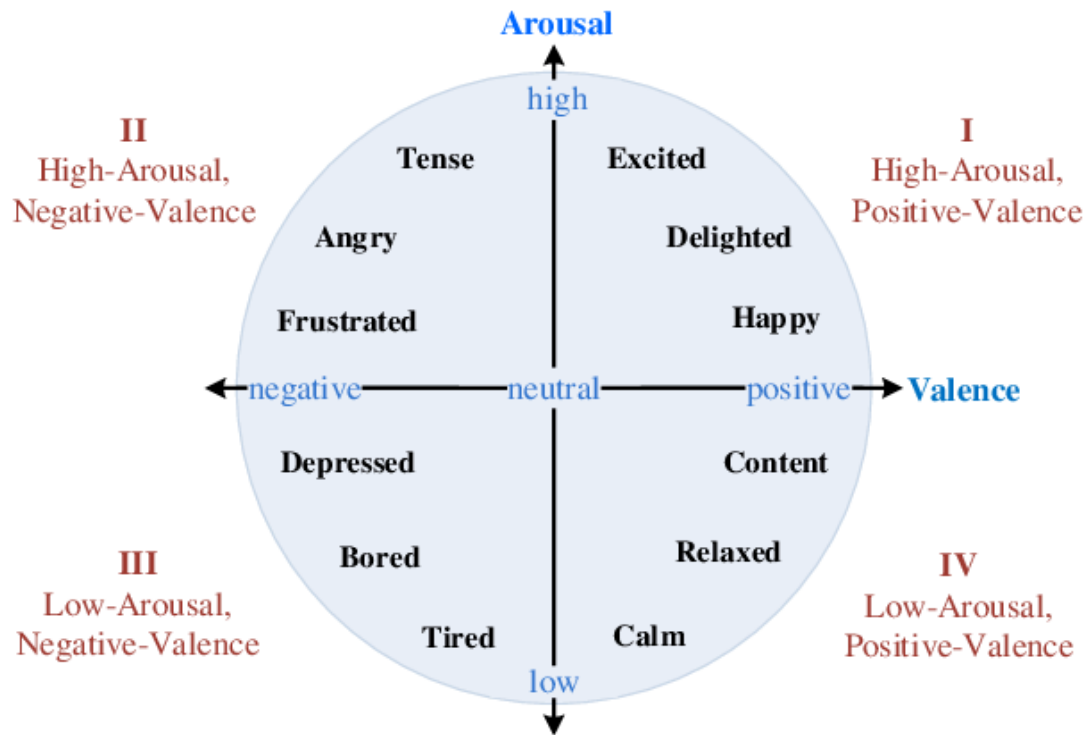 Arousal
high
II
High-Arousal,
Negative-Valence
I
High-Arousal,
Positive-Valence
Tense
Excited
Angry
Delighted
Frustrated
Happy
negative
neutral
positive
Valence
Depressed
Content
Bored
Relaxed
III
Low-Arousal,
Negative-Valence
IV
Low-Arousal,
Positive-Valence
Tired
Calm
low